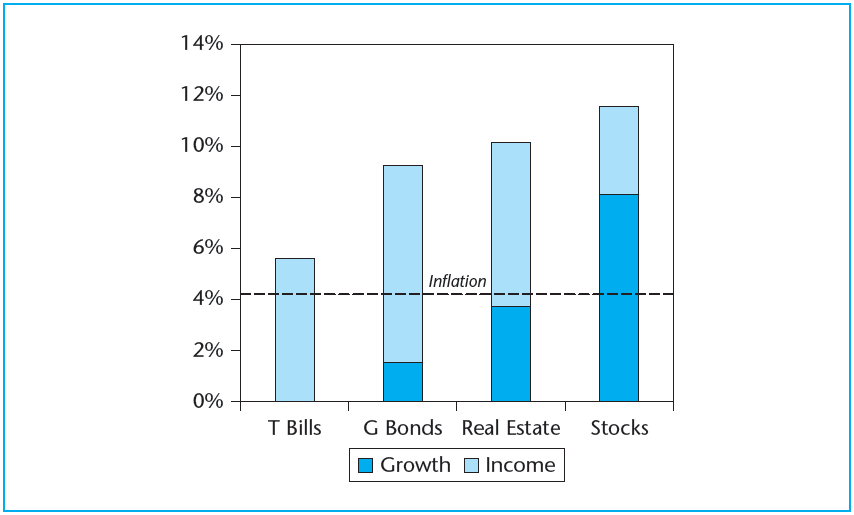 14%
12%
10%
8%
6%
Inflation
4%
2%
0%
T Bills G Bonds Real Estate Stocks
Growth Income